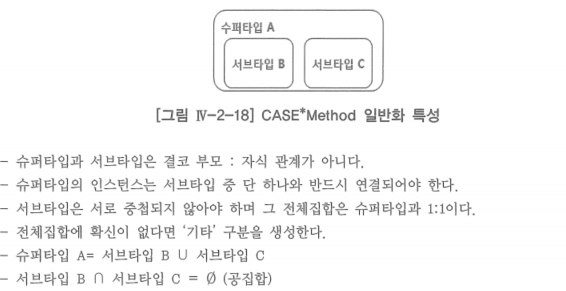 수퍼타입 A
서브타입 B 서브타입 C
[그림 Ⅳ-2-18] CASE*Method 일반화 특성
- 슈퍼타입과 서브타입은 결코 부모 : 자식 관계가 아니다.
- 슈퍼타입의 인스턴스는 서브타입 중 단 하나와 반드시 연결되어야 한다.
- 서브타입은 서로 중첩되지 않아야 하며 그 전체집합은 슈퍼타입과 1:1이다.
- 전체집합에 확신이 없다면 ‘기타’ 구분을 생성한다.
- 슈퍼타입 A= 서브타입 B ∪ 서브타입 C
- 서브타입 B ∩ 서브타입 C = Ø (공집합)